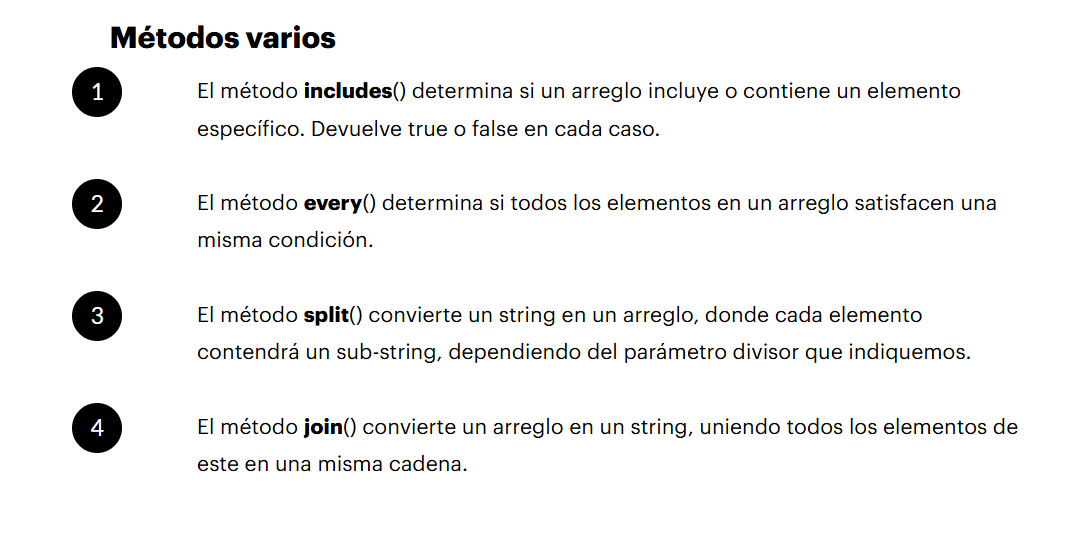 Métodos varios
1
El método includes() determina si un arreglo incluye o contiene un elemento
específico. Devuelve true o false en cada caso.
2
El método every() determina si todos los elementos en un arreglo satisfacen una
misma condición.
3
El método split() convierte un string en un arreglo, donde cada elemento
contendrá un sub-string, dependiendo del parámetro divisor que indiquemos.
4
El método join() convierte un arreglo en un string, uniendo todos los elementos de
este en una misma cadena.